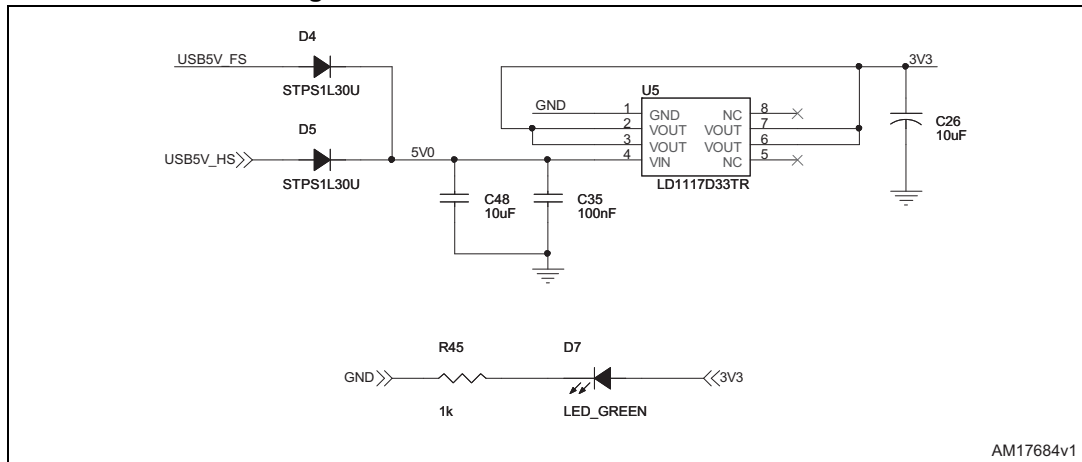 D4
USB5V_FS
STPS1L30U
D5
USB5V_HS
STPS1L30U
5V0
C48
10uF
C35
100nF
U5
GND
1 GND NC 8
2 VOUT VOUT 7
3 VOUT VOUT 6
4 VIN NC 5
LD1117D33TR
3V3
C26
10uF
R45
GND
1k
D7
LED_GREEN
3V3
AM17684v1